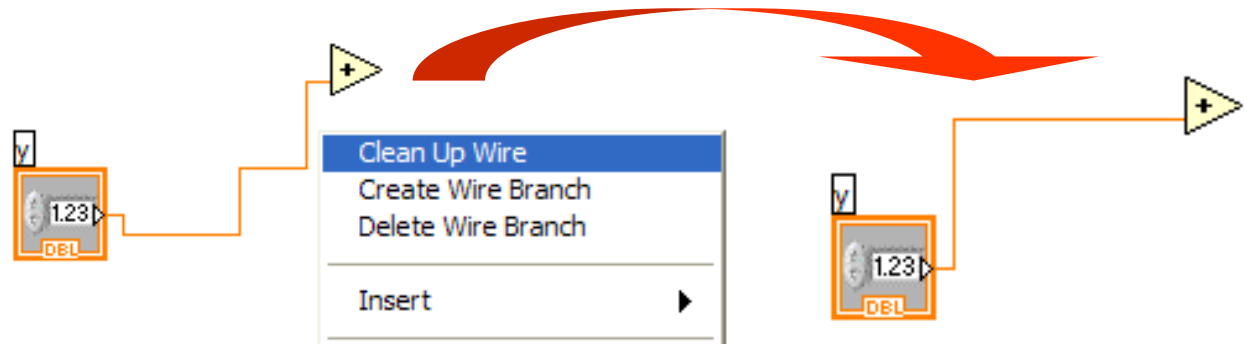 +
y
1.23
DBL
Clean Up Wire
Create Wire Branch
Delete Wire Branch
Insert
+
y
1.23
DBL